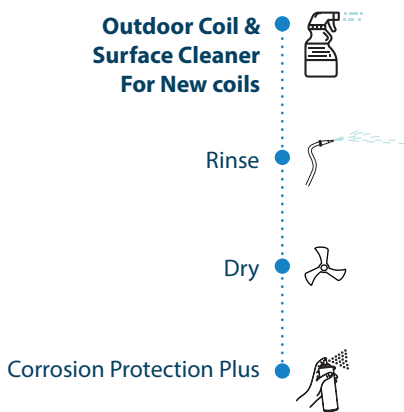 Outdoor Coil &
Surface Cleaner
For New coils
Rinse
Dry
Corrosion Protection Plus